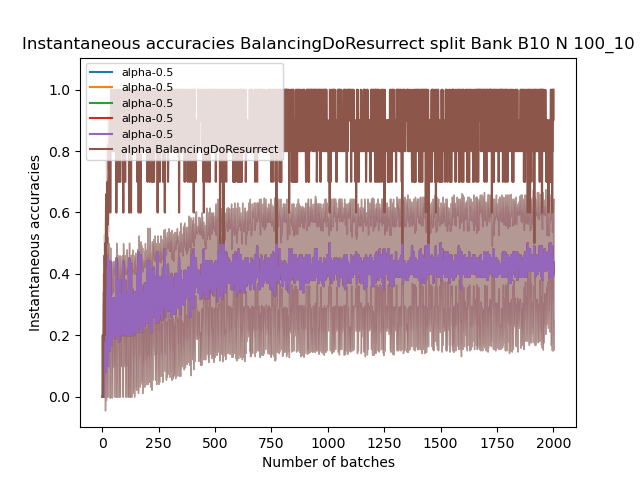 Instantaneous accuracies BalancingDoResurrect split Bank B10 N 100_10
alpha-0.5
alpha-0.5
alpha-0.5
alpha-0.5
alpha-0.5
alpha BalancingDoResurrect
1.0
0.8
0.6
0.4
0.2
0.0
Instantaneous accuracies
0 250 500 750 1000 1250 1500 1750 2000
Number of batches